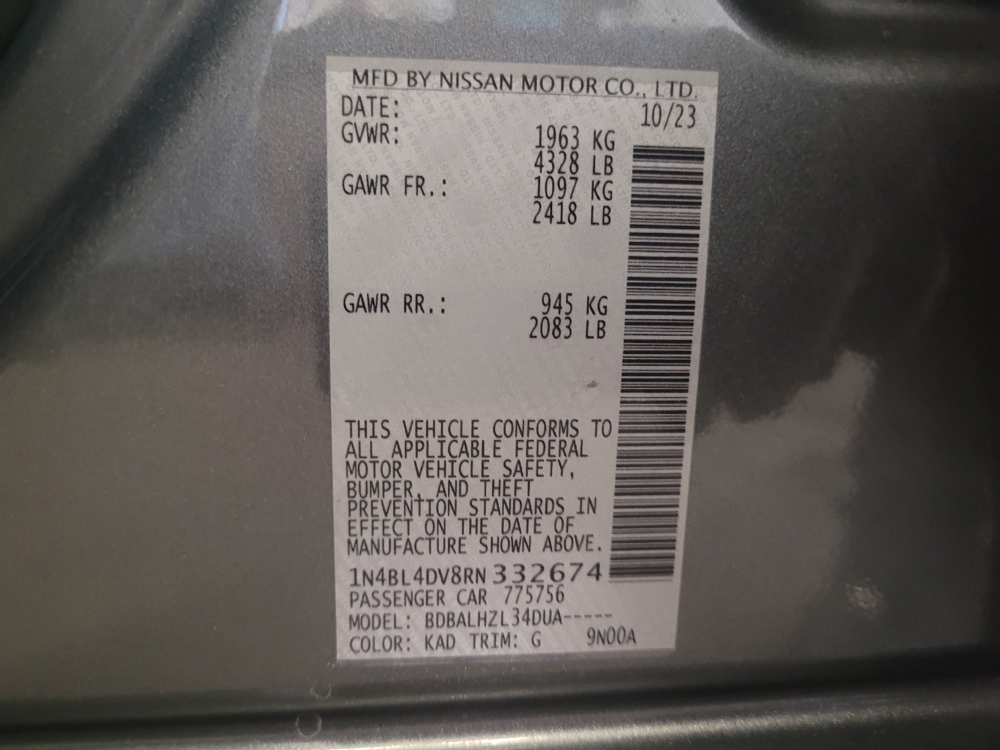 MFD BY NISSAN MOTOR CO., LTD.
DATE: 10/23
GVWR: 1963 KG
4328 LB
GAWR FR.: 1097 KG
2418 LB
GAWR RR.: 945 KG
2083 LB
THIS VEHICLE CONFORMS TO
ALL APPLICABLE FEDERAL
MOTOR VEHICLE SAFETY,
BUMPER, AND THEFT
PREVENTION STANDARDS IN
EFFECT ON THE DATE OF
MANUFACTURE SHOWN ABOVE.
1N4BL4DV8RN 332674
PASSENGER CAR 775756
MODEL: BDBALHZL34DUA-----
COLOR: KAD TRIM: G 9N00A